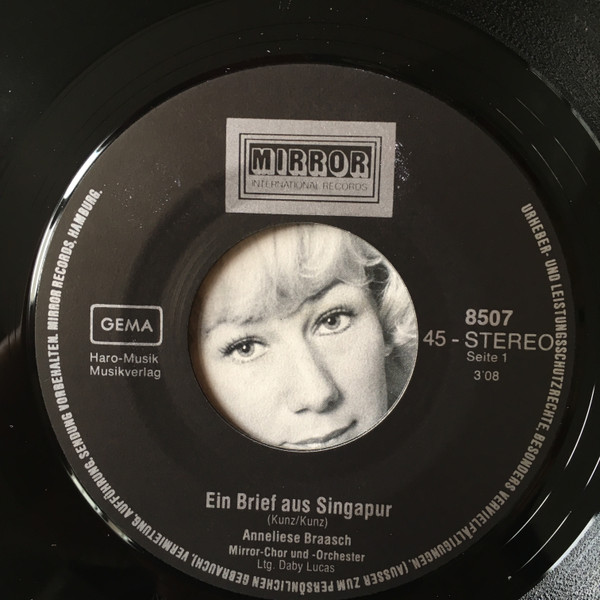 MIRROR
INTERNATIONAL RECORDS
GEMA
Haro-Musik
Musikverlag
8507
45 - STEREO
Seite 1
3'08
Ein Brief aus Singapur
(Kunz/Kunz)
Anneliese Braasch
Mirror-Chor und -Orchester
Ltg. Daby Lucas
URHEBER- UND LEISTUNGSSCHUTZRECHTE, BESONDERS VERVIELFÄLTIGUNGEN, (AUSSER ZUM PERSÖNLICHEN GEBRAUCH), VERMIETUNG, AUFFÜHRUNG, SENDUNG VORBEHALTEN. MIRROR RECORDS, HAMBURG.